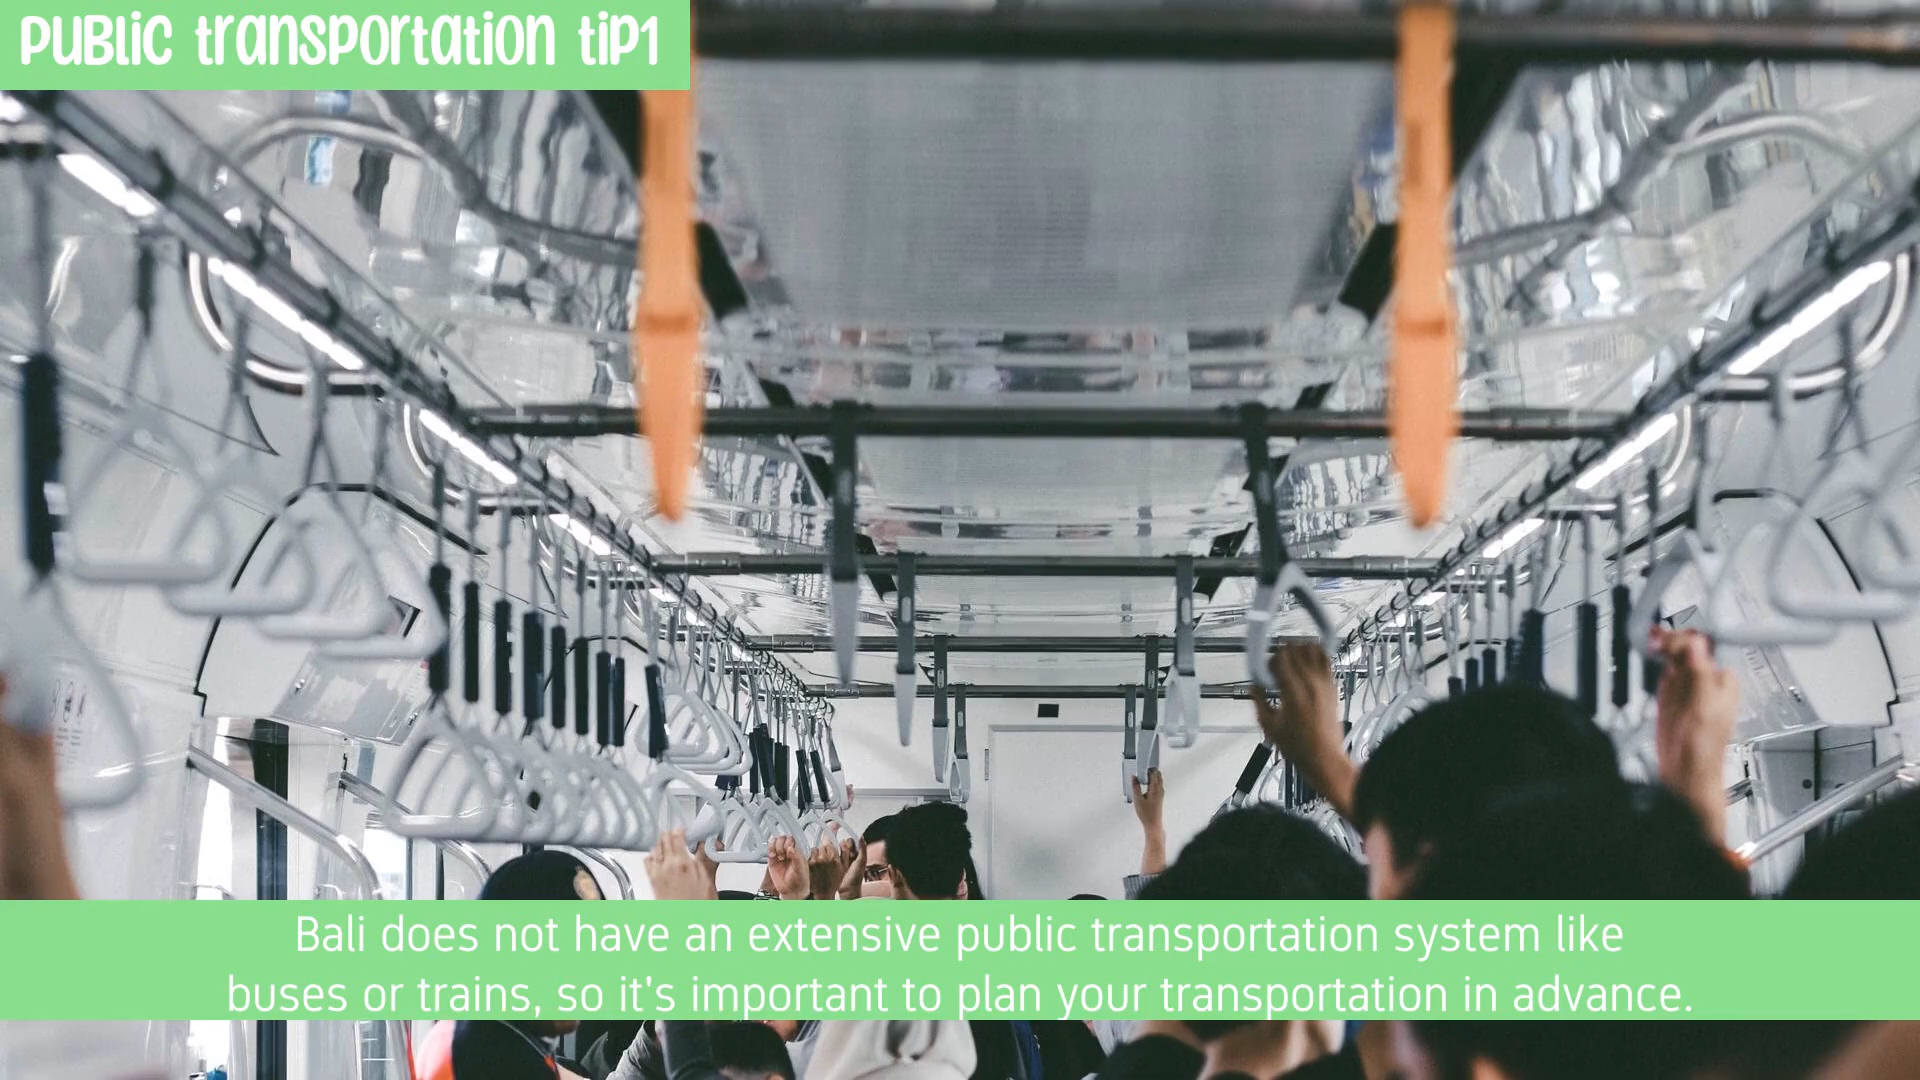 PUBLIC transportation tip1
Bali does not have an extensive public transportation system like
buses or trains, so it's important to plan your transportation in advance.